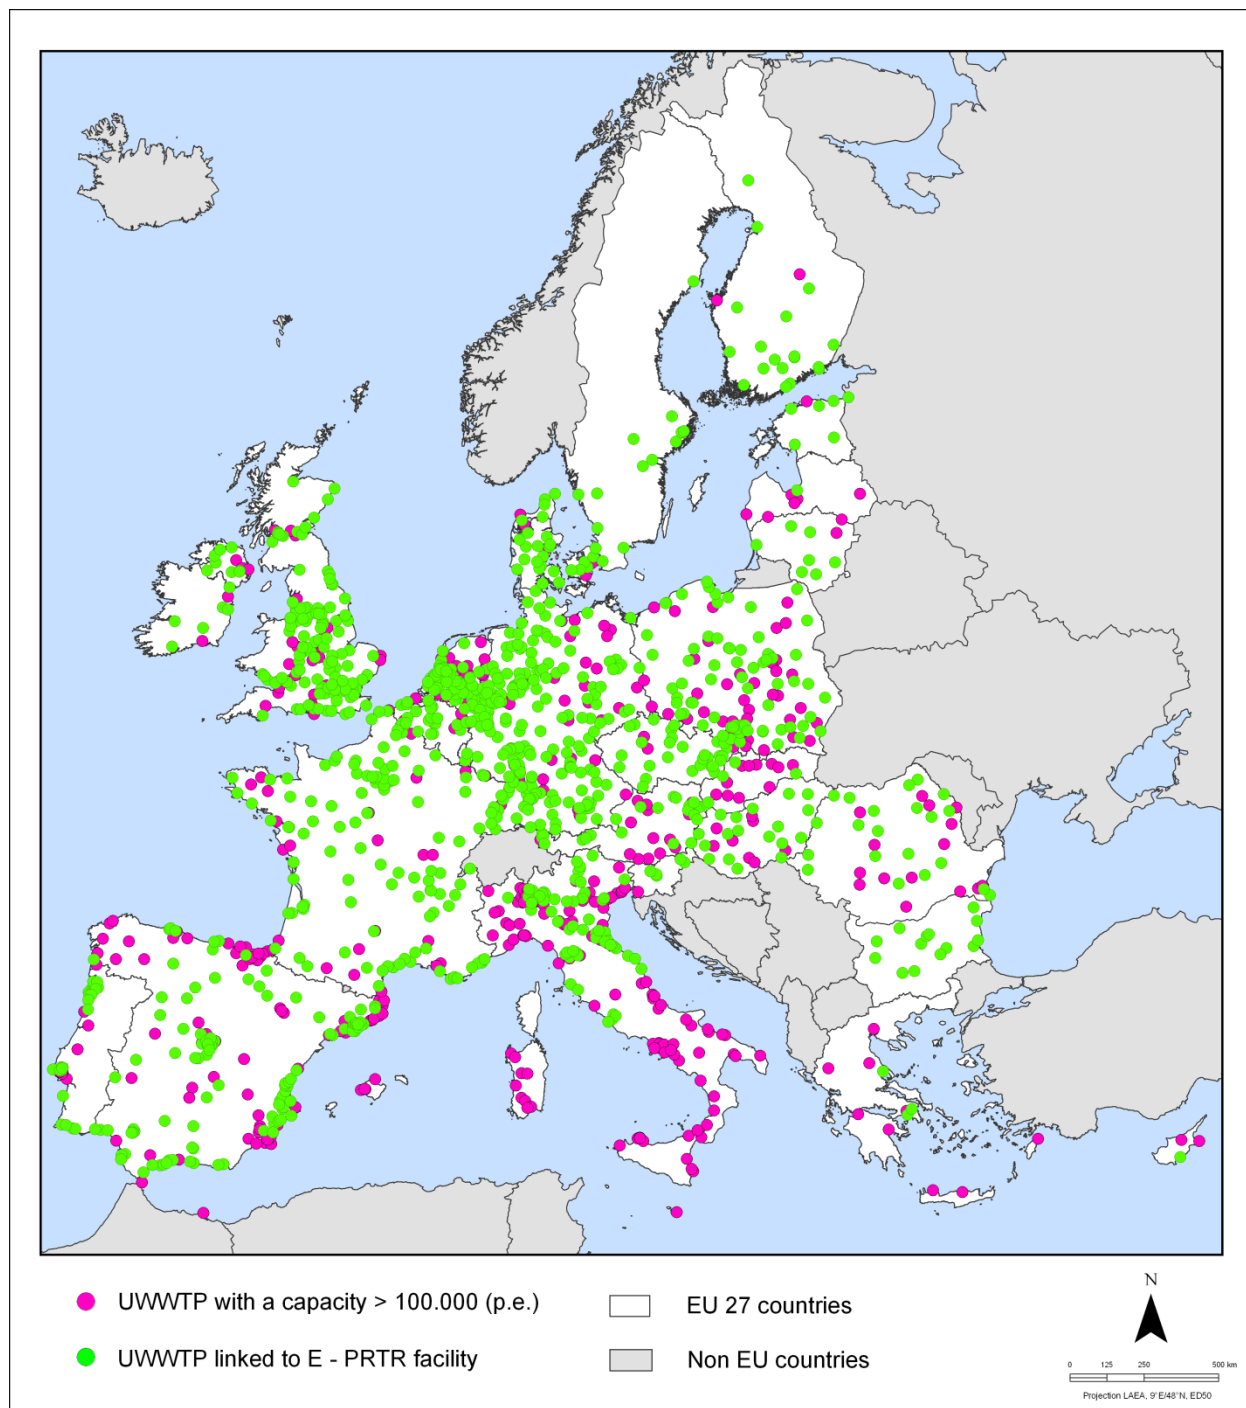 UWWTP with a capacity > 100.000 (p.e.)
EU 27 countries
UWWTP linked to E - PRTR facility
Non EU countries
N
0 125 250 500 km
Projection LAEA, 9°E/48°N, ED50